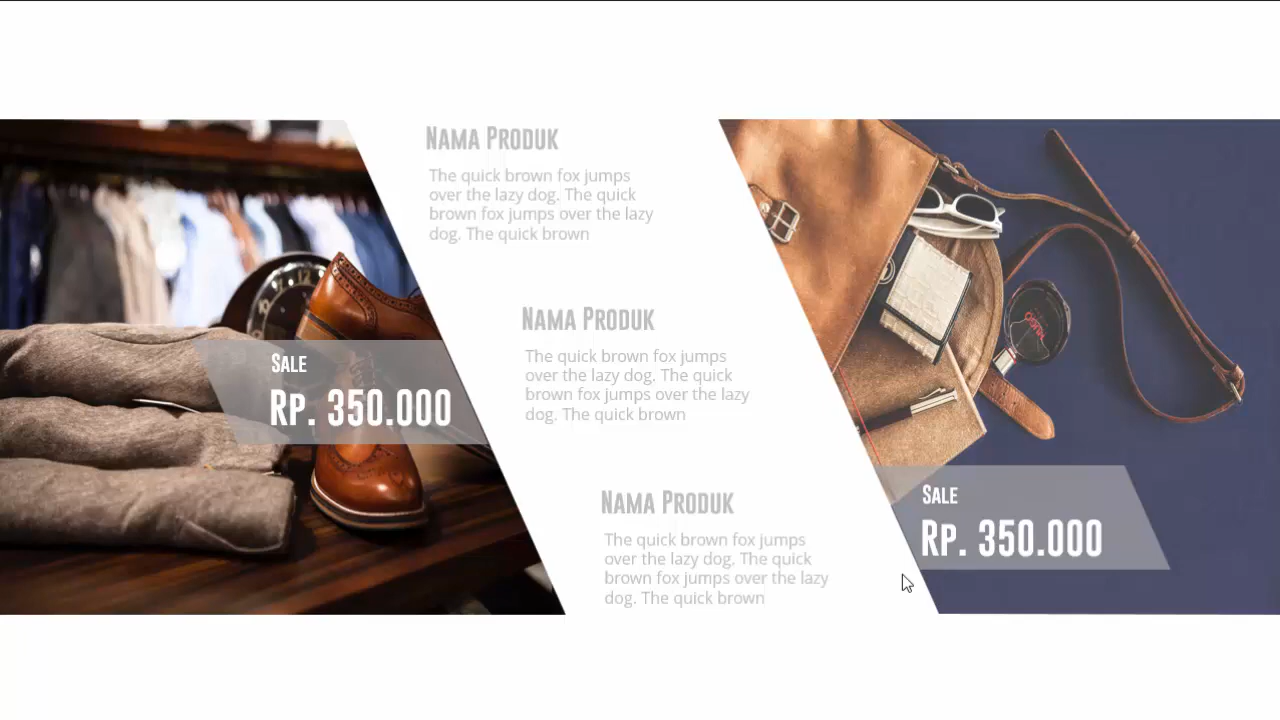 Nama Produk
The quick brown fox jumps
over the lazy dog. The quick
brown fox jumps over the lazy
dog. The quick brown
Nama Produk
The quick brown fox jumps
over the lazy dog. The quick
brown fox jumps over the lazy
dog. The quick brown
Nama Produk
The quick brown fox jumps
over the lazy dog. The quick
brown fox jumps over the lazy
dog. The quick brown
Sale
Rp. 350.000
Sale
Rp. 350.000